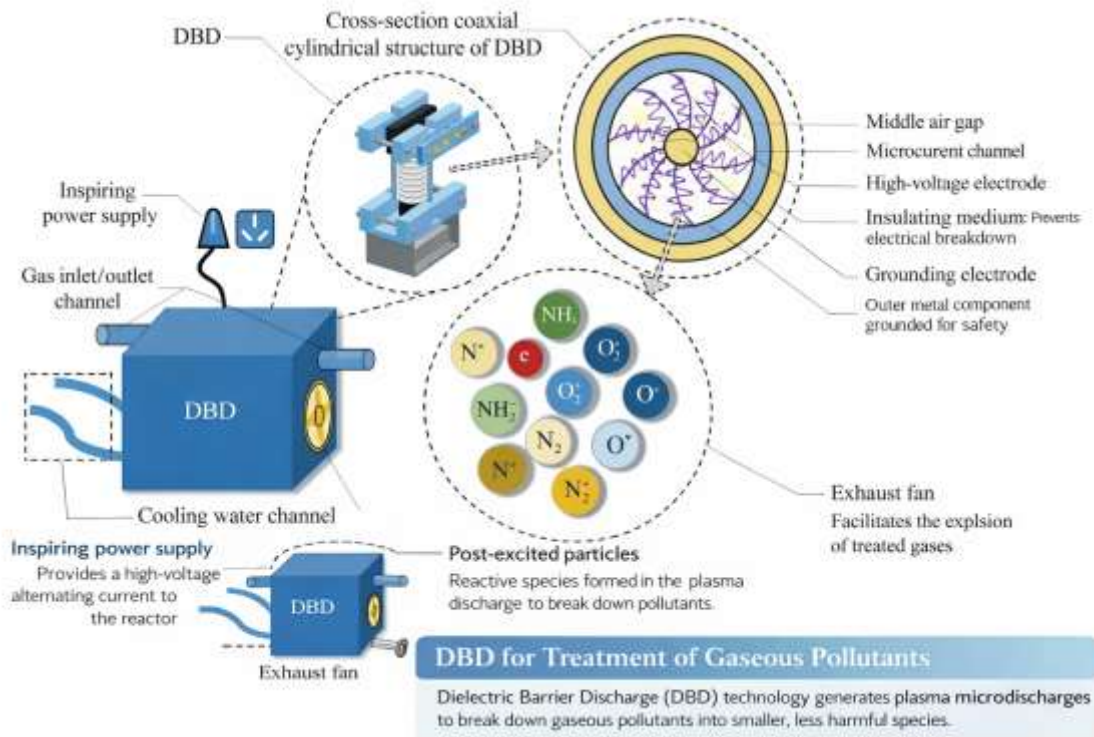 DBD
Cross-section coaxial
cylindrical structure of DBD
Middle air gap
Microcurent channel
High-voltage electrode
Insulating medium: Prevents
electrical breakdown
Grounding electrode
Outer metal component
grounded for safety
Inspiring
power supply
Gas inlet/outlet
channel
DBD
0
Cooling water channel
NH₃
N*
e
O₂⁺
O₂⁺
O⁺
NH₂⁻
N₂
O*
N⁺
N₂⁺
Exhaust fan
Facilitates the explsion
of treated gases
Inspiring power supply
Provides a high-voltage
alternating current to
the reactor
DBD
Exhaust fan
Post-excited particles
Reactive species formed in the plasma
discharge to break down pollutants.
DBD for Treatment of Gaseous Pollutants
Dielectric Barrier Discharge (DBD) technology generates plasma microdischarges
to break down gaseous pollutants into smaller, less harmful species.